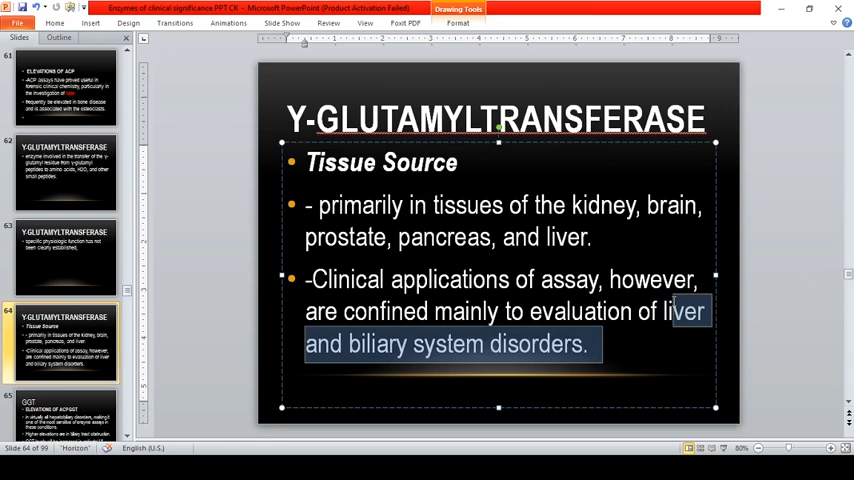 Enzymes of clinical significance PPT CK - Microsoft PowerPoint (Product Activation Failed)
Drawing Tools
File Home Insert Design Transitions Animations Slide Show Review View Foxit PDF Format
Slides Outline
61
ELEVATIONS OF ACP
-ACP assays have proved useful in
forensic clinical chemistry, particularly in
the investigation of rape.
frequently be elevated in bone disease
and is associated with the osteoclasts.
62
Y-GLUTAMYLTRANSFERASE
enzyme involved in the transfer of the γ-
glutamyl residue from γ-glutamyl
peptides to amino acids, H2O, and other
small peptides.
63
Y-GLUTAMYLTRANSFERASE
specific physiologic function has not
been clearly established,
64
Y-GLUTAMYLTRANSFERASE
Tissue Source
- primarily in tissues of the kidney, brain,
prostate, pancreas, and liver.
-Clinical applications of assay, however,
are confined mainly to evaluation of liver
and biliary system disorders.
65
GGT
ELEVATIONS OF ACPGGT
in virtually all hepatobiliary disorders, making it
one of the most sensitive of enzyme assays in
these conditions.
Higher elevations are in biliary tract obstruction.
Y-GLUTAMYLTRANSFERASE
Tissue Source
- primarily in tissues of the kidney, brain,
prostate, pancreas, and liver.
-Clinical applications of assay, however,
are confined mainly to evaluation of liver
and biliary system disorders.
Slide 64 of 99 "Horizon" English (U.S.) 80%